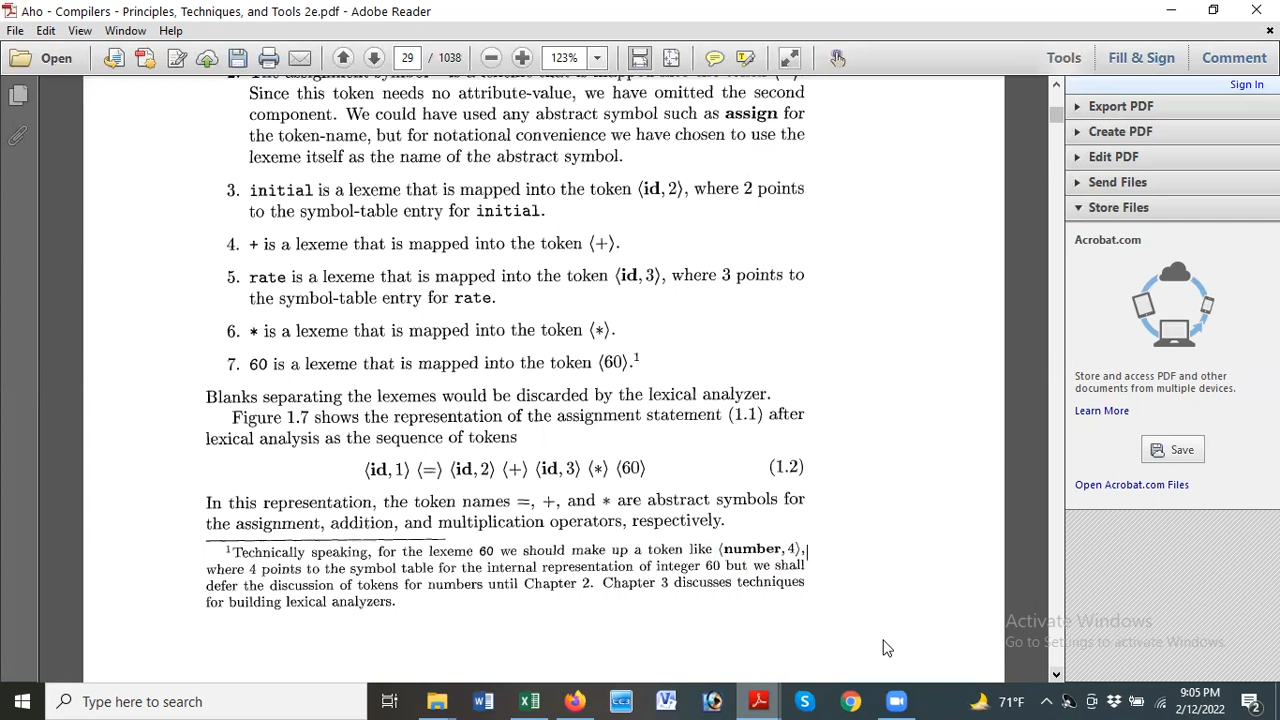 Aho - Compilers - Principles, Techniques, and Tools 2e.pdf - Adobe Reader
File Edit View Window Help
Open 29 / 1038 123% Tools Fill & Sign Comment
Sign In
Export PDF
Create PDF
Edit PDF
Send Files
Store Files
Acrobat.com
Store and access PDF and other
documents from multiple devices.
Learn More
Save
Open Acrobat.com Files
Since this token needs no attribute-value, we have omitted the second
component. We could have used any abstract symbol such as assign for
the token-name, but for notational convenience we have chosen to use the
lexeme itself as the name of the abstract symbol.
3. initial is a lexeme that is mapped into the token ⟨id, 2⟩, where 2 points
to the symbol-table entry for initial.
4. + is a lexeme that is mapped into the token ⟨+⟩.
5. rate is a lexeme that is mapped into the token ⟨id, 3⟩, where 3 points to
the symbol-table entry for rate.
6. * is a lexeme that is mapped into the token ⟨*⟩.
7. 60 is a lexeme that is mapped into the token ⟨60⟩.¹
Blanks separating the lexemes would be discarded by the lexical analyzer.
Figure 1.7 shows the representation of the assignment statement (1.1) after
lexical analysis as the sequence of tokens
⟨id, 1⟩ ⟨=⟩ ⟨id, 2⟩ ⟨+⟩ ⟨id, 3⟩ ⟨*⟩ ⟨60⟩ (1.2)
In this representation, the token names =, +, and * are abstract symbols for
the assignment, addition, and multiplication operators, respectively.
¹Technically speaking, for the lexeme 60 we should make up a token like ⟨number, 4⟩,
where 4 points to the symbol table for the internal representation of integer 60 but we shall
defer the discussion of tokens for numbers until Chapter 2. Chapter 3 discusses techniques
for building lexical analyzers.
Activate Windows
Go to Settings to activate Windows.
Type here to search
71°F
9:05 PM
2/12/2022
2